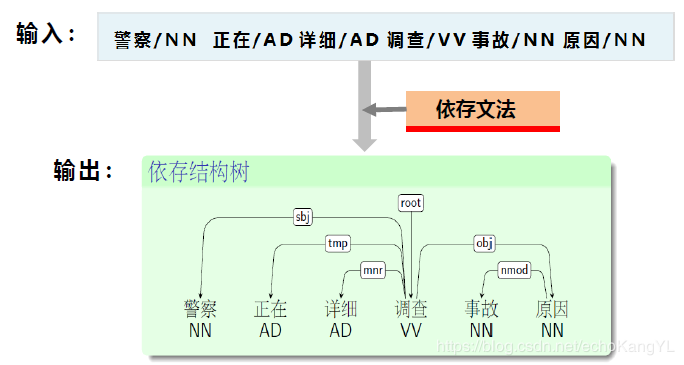 输入：
警察/NN 正在/AD 详细/AD 调查/VV 事故/NN 原因/NN
依存文法
输出：
依存结构树
root
sbj
tmp
obj
mnr
nmod
警察 正在 详细 调查 事故 原因
NN AD AD VV NN NN
https://blog.csdn.net/echoKangYL